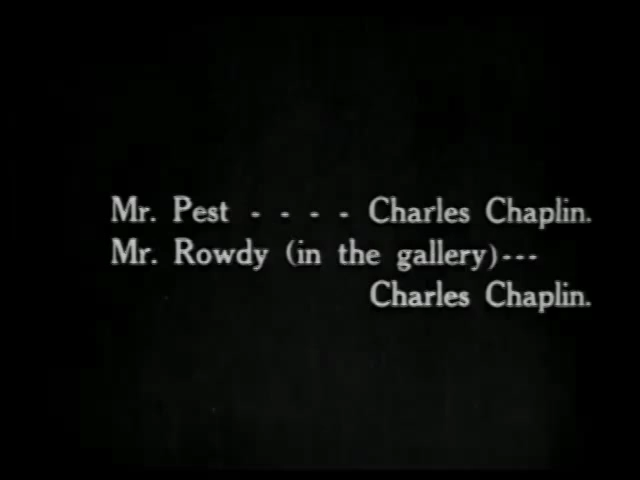 Mr. Pest - - - - Charles Chaplin.
Mr. Rowdy (in the gallery)---
Charles Chaplin.